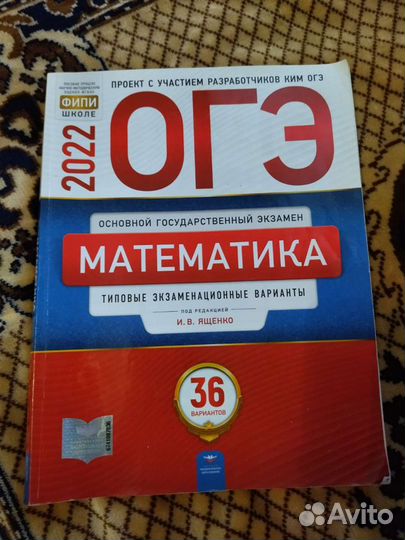 ПРОЕКТ С УЧАСТИЕМ РАЗРАБОТЧИКОВ КИМ ОГЭ
ФИПИ
ШКОЛЕ
2022
ОГЭ
ОСНОВНОЙ ГОСУДАРСТВЕННЫЙ ЭКЗАМЕН
МАТЕМАТИКА
ТИПОВЫЕ ЭКЗАМЕНАЦИОННЫЕ ВАРИАНТЫ
ПОД РЕДАКЦИЕЙ
И. В. ЯЩЕНКО
36
ВАРИАНТОВ
Avito